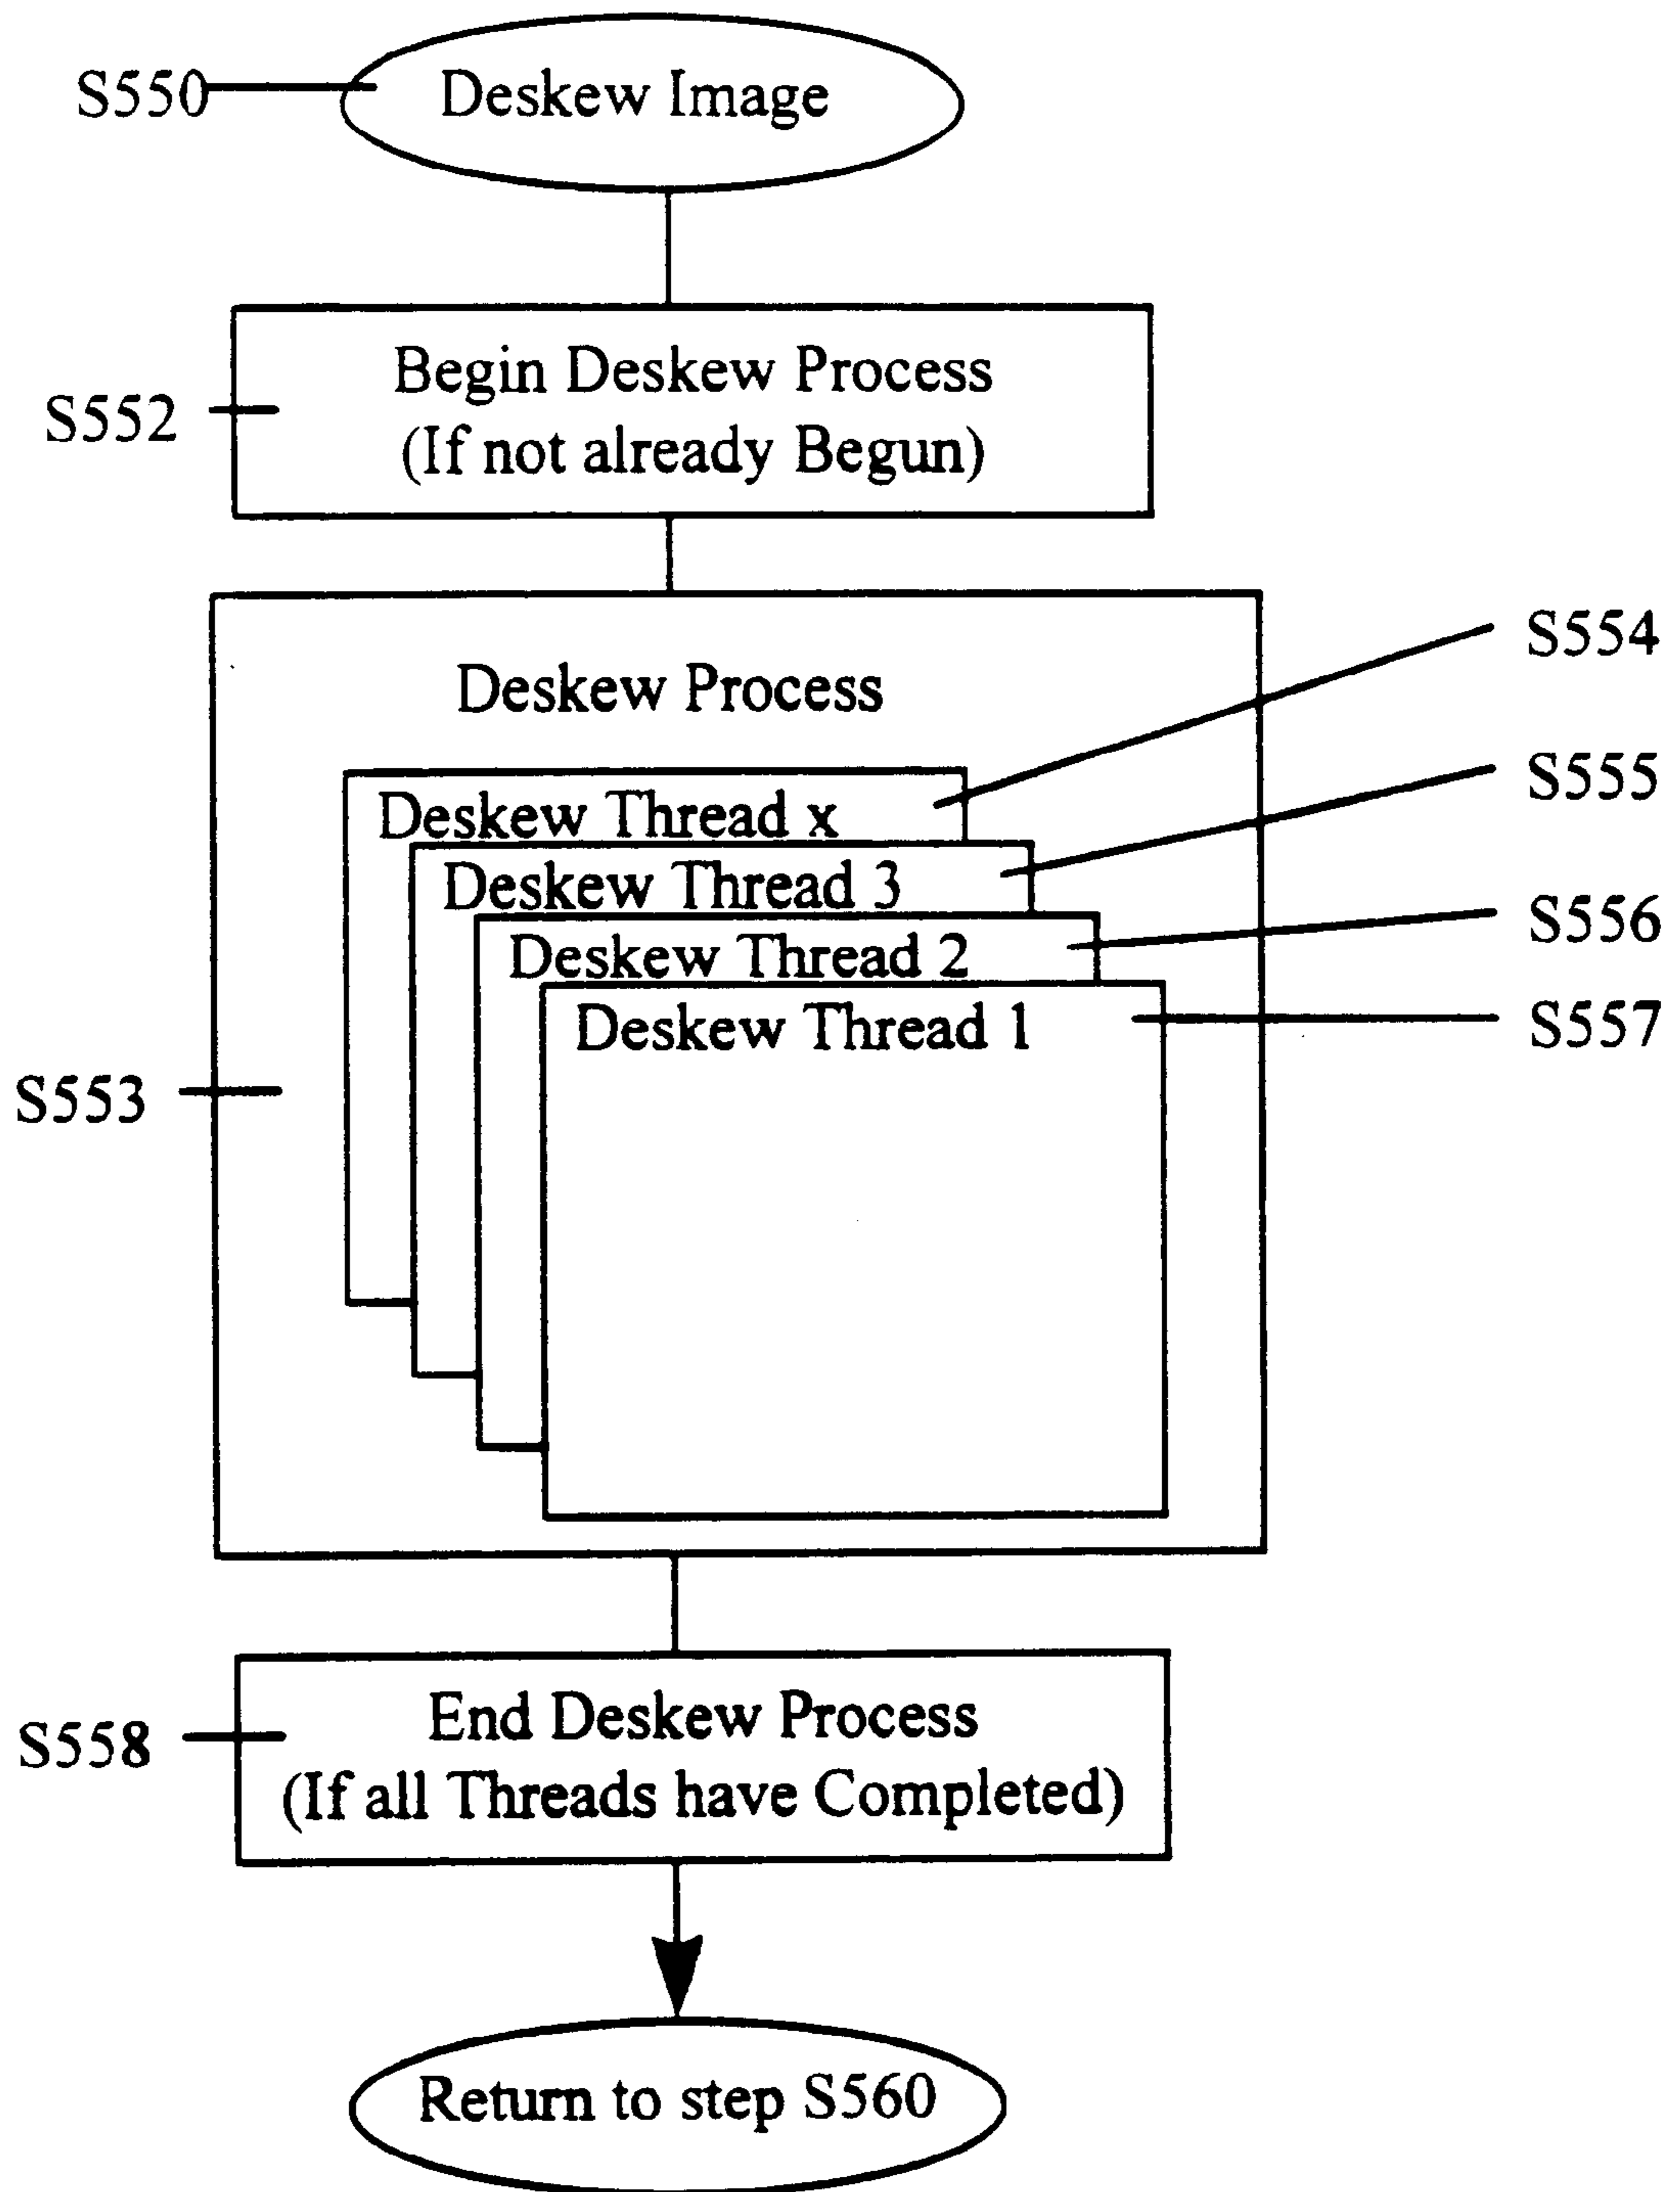 S550
Deskew Image
S552
Begin Deskew Process
(If not already Begun)
Deskew Process
S554
Deskew Thread x
S555
Deskew Thread 3
S556
Deskew Thread 2
S557
Deskew Thread 1
S553
S558
End Deskew Process
(If all Threads have Completed)
Return to step S560